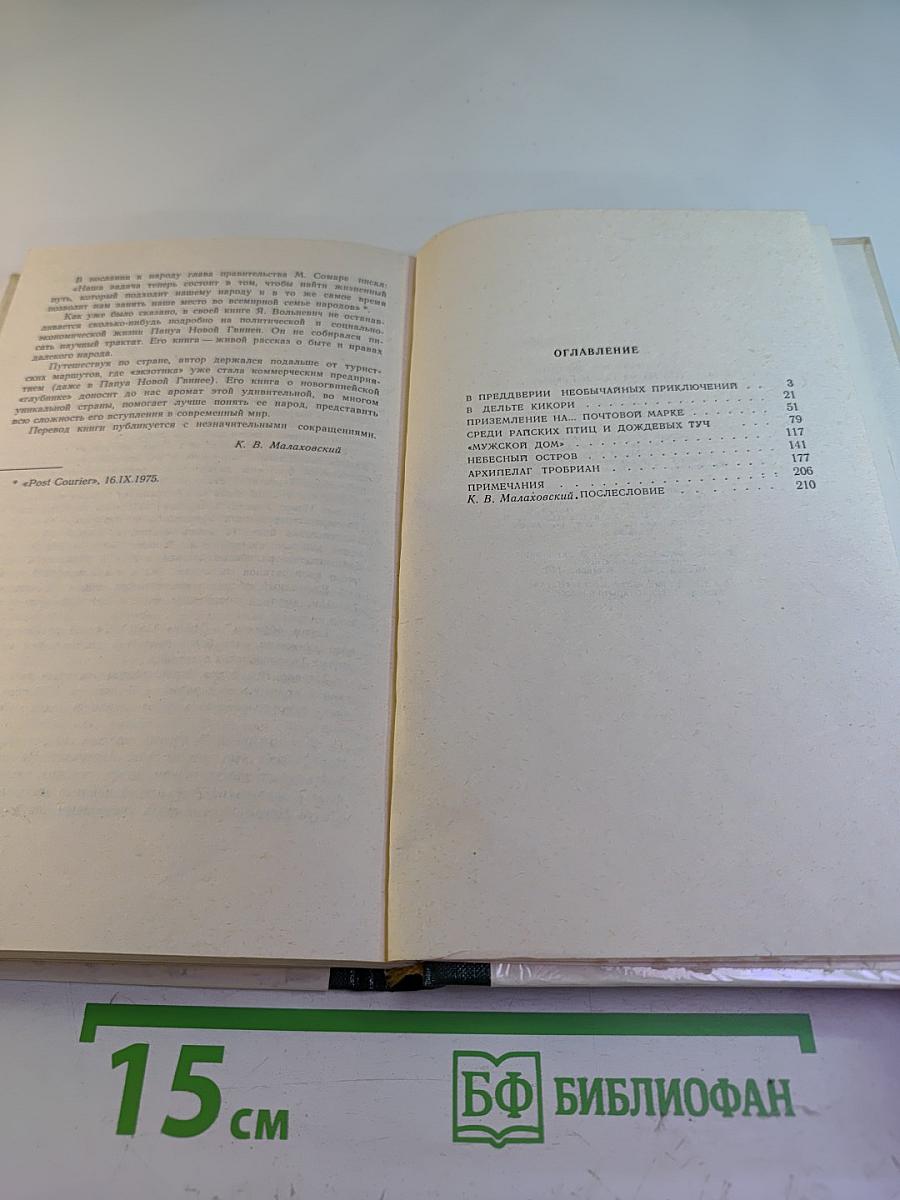 В послании к народу глава правительства М. Сомаре писал:
«Наша задача теперь состоит в том, чтобы найти жизненный
путь, который подходит нашему народу и в то же самое время
позволит нам занять наше место во всемирной семье народов» *.
Как уже было сказано, в своей книге Я. Вольневич не останав-
ливается сколько-нибудь подробно на политической и социально-
экономической жизни Папуа Новой Гвинеи. Он не собирался пи-
сать научный трактат. Его книга — живой рассказ о быте и нравах
далекого народа.
Путешествуя по стране, автор держался подальше от турист-
ских маршрутов, где «экзотика» уже стала коммерческим предприя-
тием (даже в Папуа Новой Гвинее). Его книга о новогвинейской
«глубинке» доносит до нас аромат этой удивительной, во многом
уникальной страны, помогает лучше понять ее народ, представить
всю сложность его вступления в современный мир.
Перевод книги публикуется с незначительными сокращениями.
К. В. Малаховский
* «Post Courier», 16.IX.1975.
ОГЛАВЛЕНИЕ
В ПРЕДДВЕРИИ НЕОБЫЧАЙНЫХ ПРИКЛЮЧЕНИЙ . . 3
В ДЕЛЬТЕ КИКОРИ . . . . . . . . . . . 21
ПРИЗЕМЛЕНИЕ НА... ПОЧТОВОЙ МАРКЕ . . . . . . 51
СРЕДИ РАЙСКИХ ПТИЦ И ДОЖДЕВЫХ ТУЧ . . . . 79
«МУЖСКОЙ ДОМ» . . . . . . . . . . . . 117
НЕБЕСНЫЙ ОСТРОВ . . . . . . . . . . . 141
АРХИПЕЛАГ ТРОБРИАН . . . . . . . . . . 177
ПРИМЕЧАНИЯ . . . . . . . . . . . . . 206
К. В. Малаховский. ПОСЛЕСЛОВИЕ . . . . . . 210
15 см
БФ БИБЛИОФАН